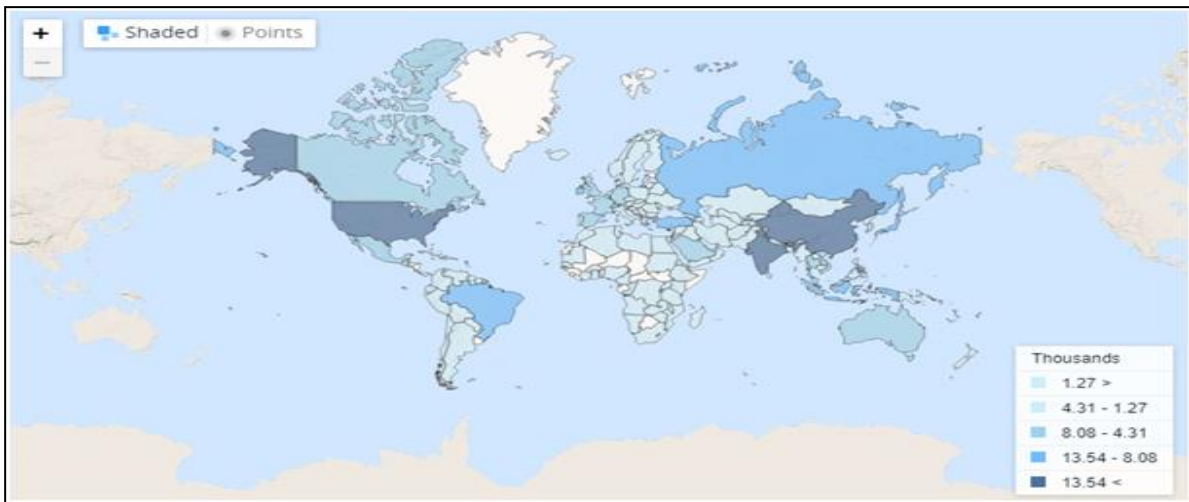 +
Shaded Points
−
Thousands
1.27 >
4.31 - 1.27
8.08 - 4.31
13.54 - 8.08
13.54 <